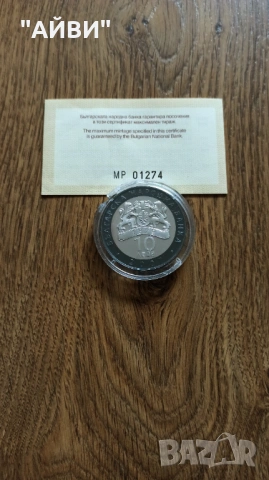 "АЙВИ"
Българската народна банка гарантира посочения
в този сертификат максимален тираж.
The maximum mintage specified in this certificate
is guaranteed by the Bulgarian National Bank.
MP 01274
10
BAZAR